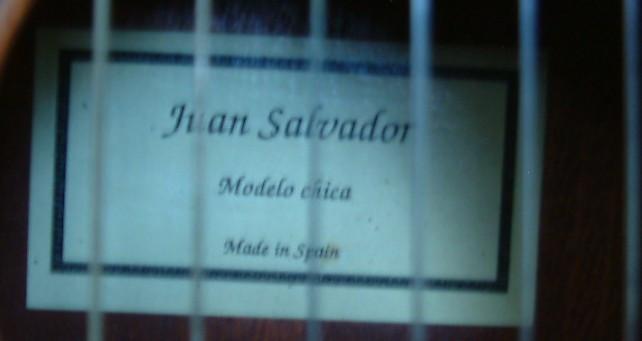 Juan Salvador
Modelo chica
Made in Spain